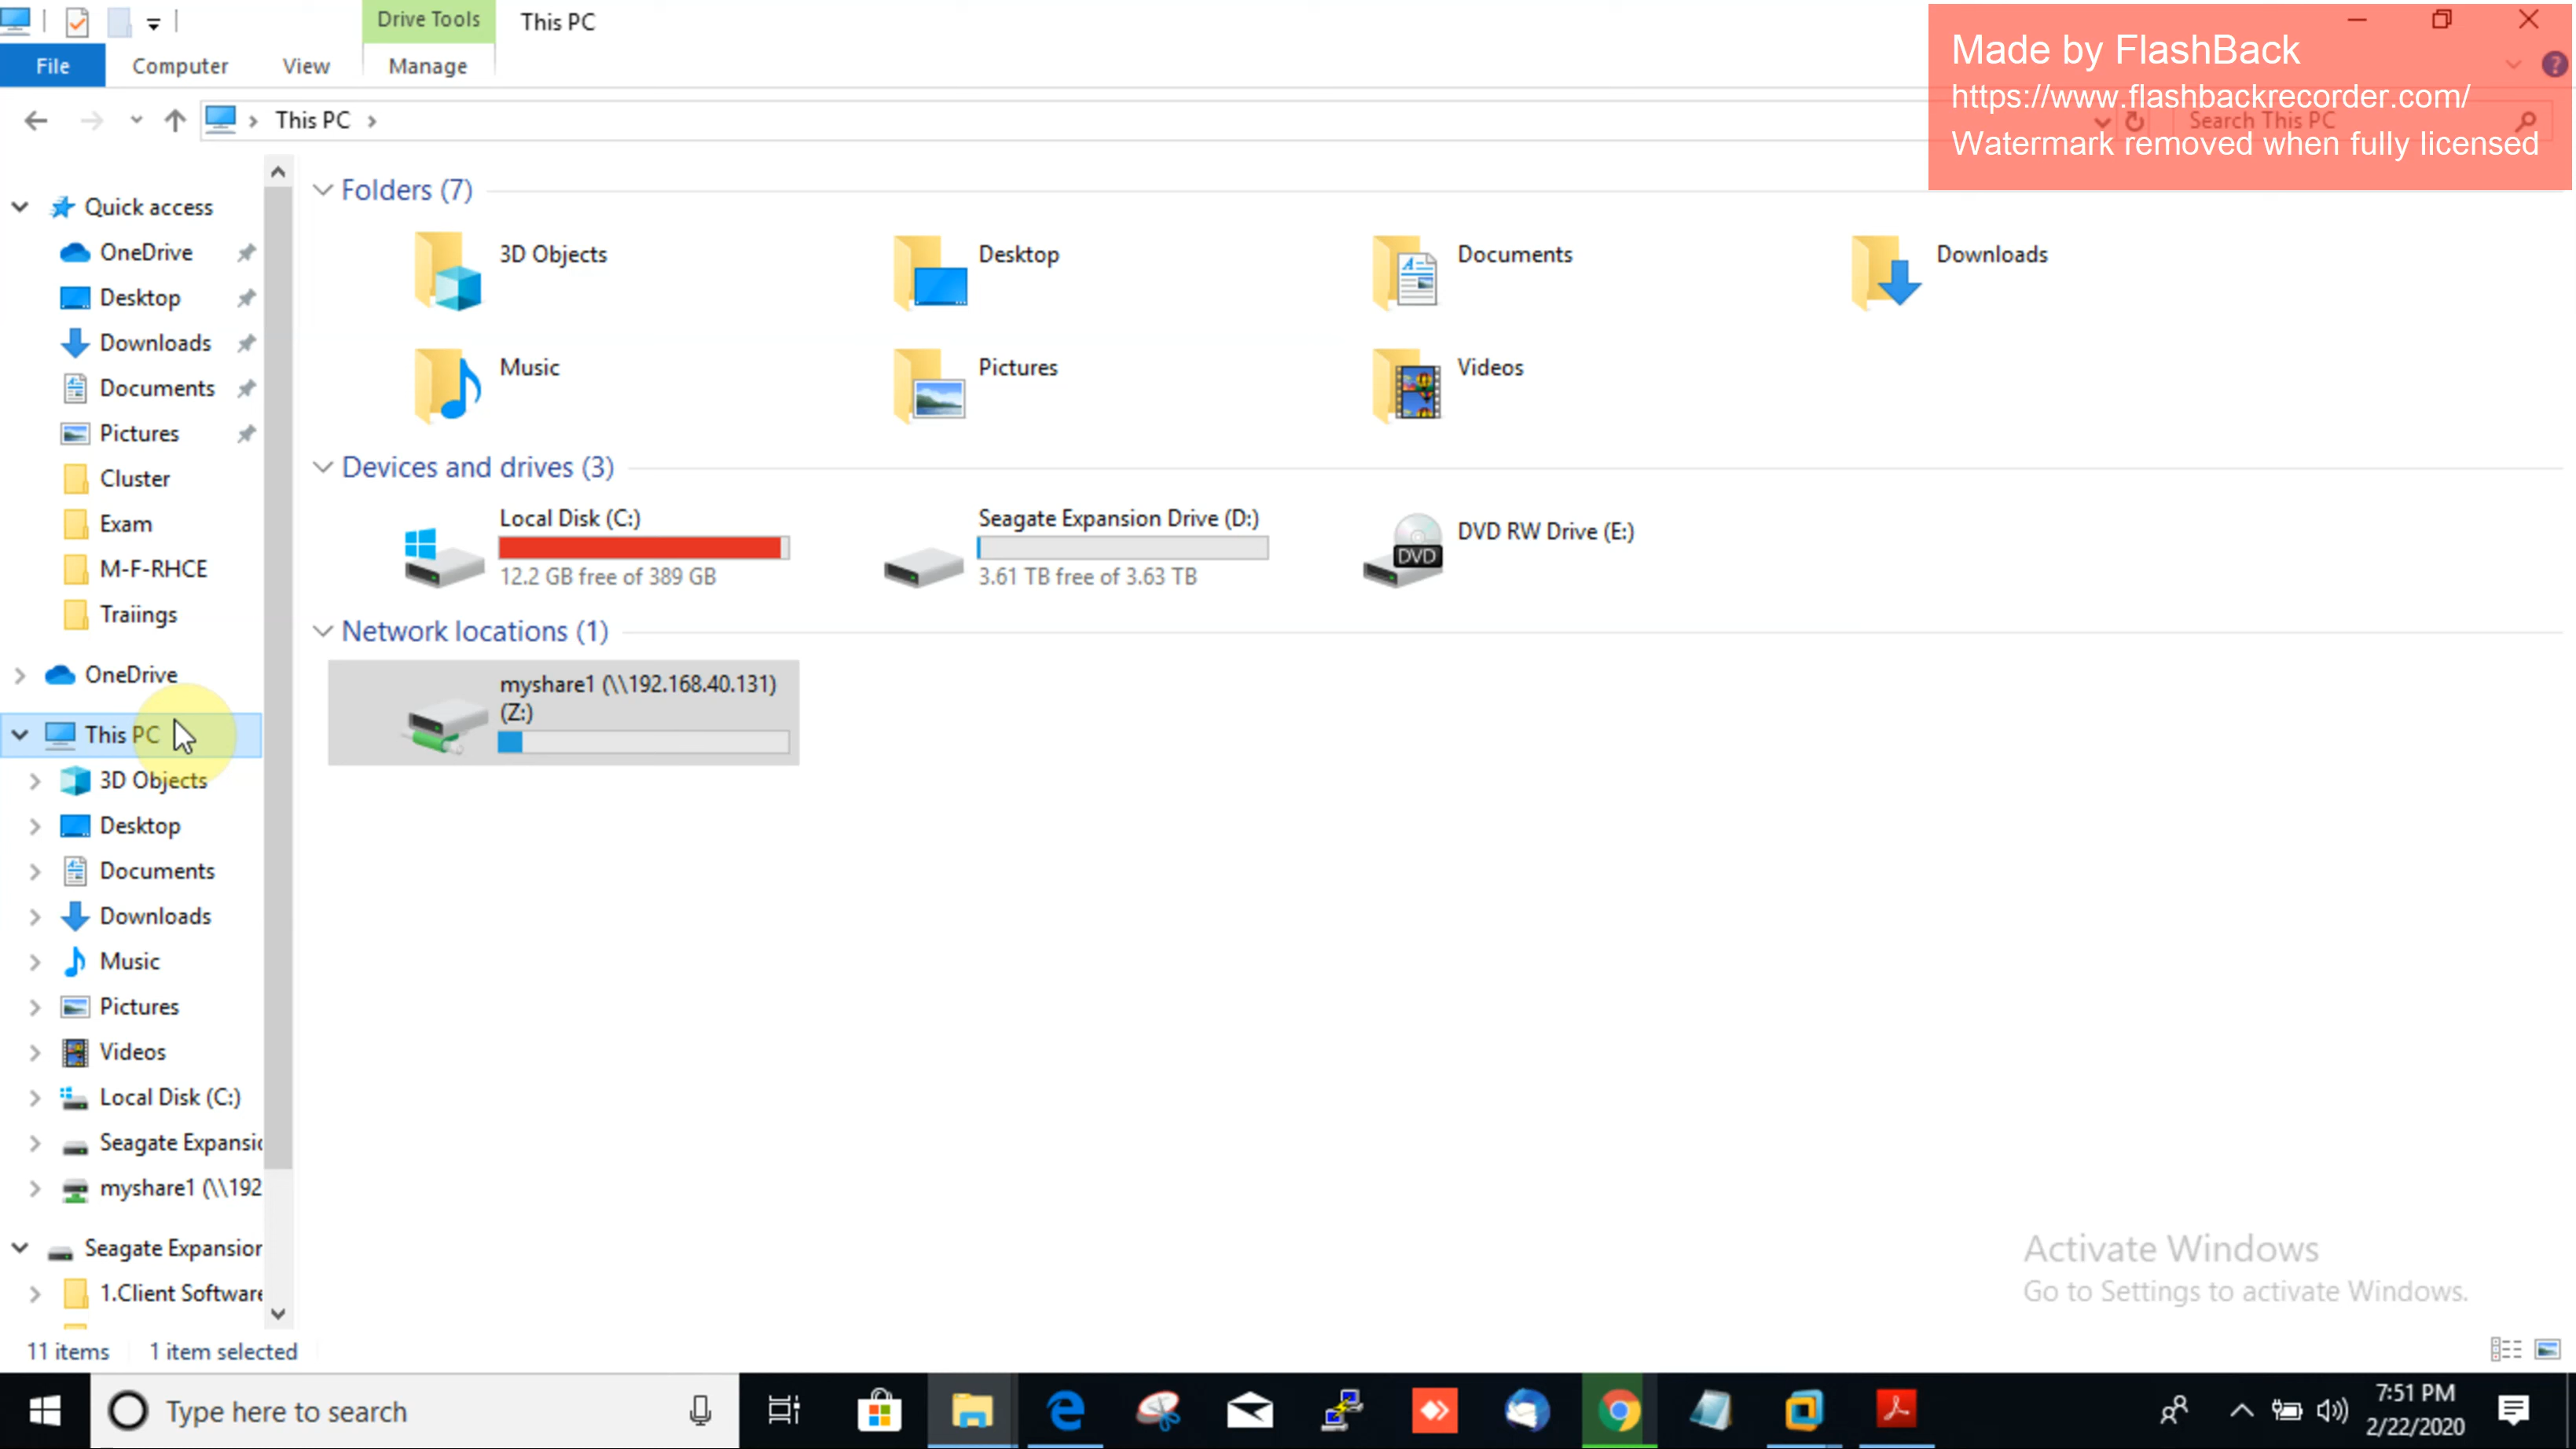 Drive Tools
This PC
File
Computer
View
Manage
Made by FlashBack
https://www.flashbackrecorder.com/
Watermark removed when fully licensed
This PC
Search This PC
Quick access
OneDrive
Desktop
Downloads
Documents
Pictures
Cluster
Exam
M-F-RHCE
Traiings
OneDrive
This PC
3D Objects
Desktop
Documents
Downloads
Music
Pictures
Videos
Local Disk (C:)
Seagate Expansic
myshare1 (\\192
Seagate Expansion
1.Client Software
Folders (7)
3D Objects
Desktop
Documents
Downloads
Music
Pictures
Videos
Devices and drives (3)
Local Disk (C:)
12.2 GB free of 389 GB
Seagate Expansion Drive (D:)
3.61 TB free of 3.63 TB
DVD RW Drive (E:)
DVD
Network locations (1)
myshare1 (\\192.168.40.131)
(Z:)
Activate Windows
Go to Settings to activate Windows.
11 items
1 item selected
Type here to search
7:51 PM
2/22/2020